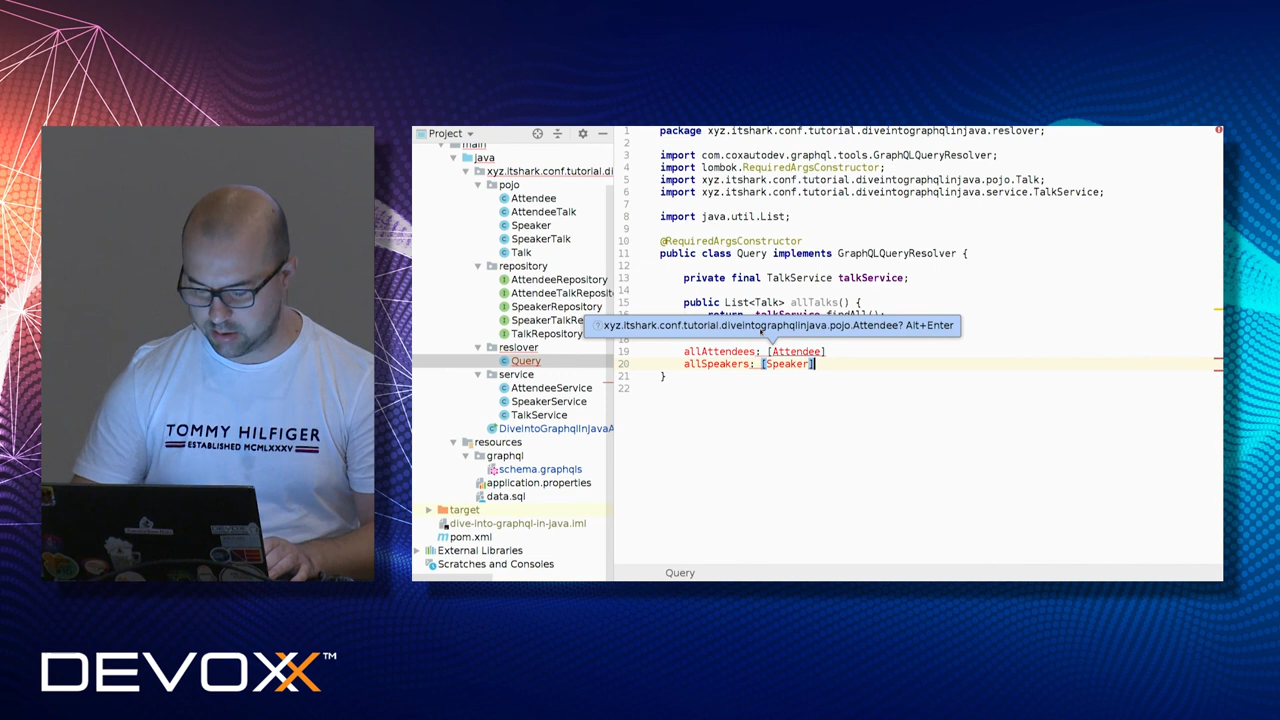 TOMMY HILFIGER
ESTABLISHED MCMLXXXV
DEVOXX™
Project
main
java
xyz.itshark.conf.tutorial.di
pojo
Attendee
AttendeeTalk
Speaker
SpeakerTalk
Talk
repository
AttendeeRepository
AttendeeTalkReposit
SpeakerRepository
SpeakerTalkRe
TalkRepository
reslover
Query
service
AttendeeService
SpeakerService
TalkService
DiveIntoGraphqlInJavaA
resources
graphql
schema.graphqls
application.properties
data.sql
target
dive-into-graphql-in-java.iml
pom.xml
External Libraries
Scratches and Consoles
1 package xyz.itshark.conf.tutorial.diveintographqlinjava.reslover;
2
3 import com.coxautodev.graphql.tools.GraphQLQueryResolver;
4 import lombok.RequiredArgsConstructor;
5 import xyz.itshark.conf.tutorial.diveintographqlinjava.pojo.Talk;
6 import xyz.itshark.conf.tutorial.diveintographqlinjava.service.TalkService;
7
8 import java.util.List;
9
10 @RequiredArgsConstructor
11 public class Query implements GraphQLQueryResolver {
12
13 private final TalkService talkService;
14
15 public List<Talk> allTalks() {
return talkService.findAll();
xyz.itshark.conf.tutorial.diveintographqlinjava.pojo.Attendee? Alt+Enter
19 allAttendees: [Attendee]
20 allSpeakers: [Speaker]
21 }
22
Query